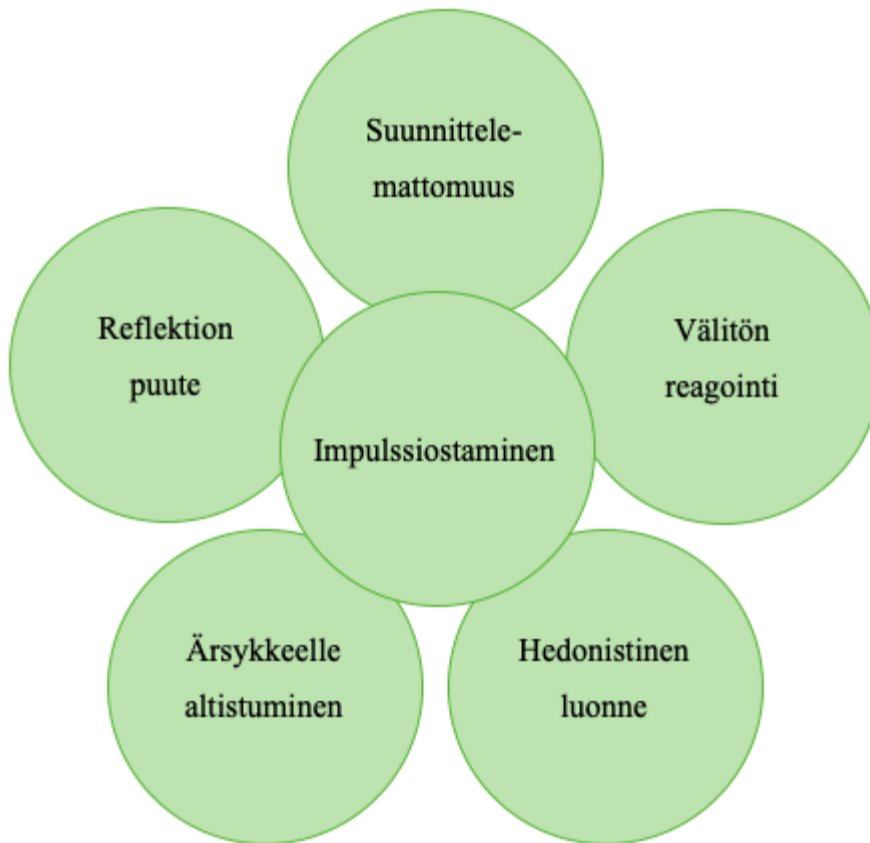 Suunnittele-
mattomuus
Reflektion
puute
Välitön
reagointi
Impulssiostaminen
Ärsykkeelle
altistuminen
Hedonistinen
luonne